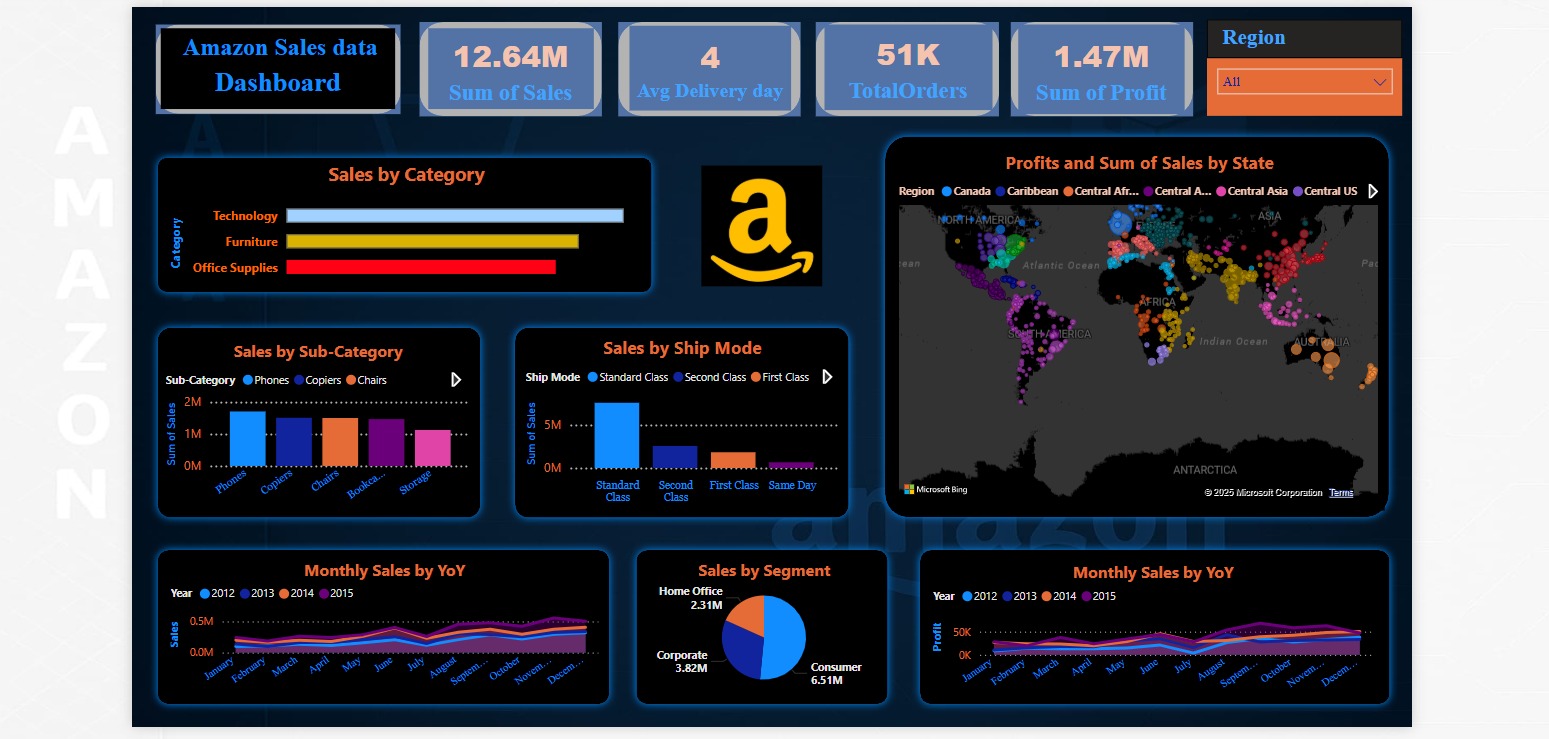 AMAZON
Amazon Sales data
Dashboard
12.64M
Sum of Sales
4
Avg Delivery day
51K
TotalOrders
1.47M
Sum of Profit
Region
All
Sales by Category
Category
Technology
Furniture
Office Supplies
a
Profits and Sum of Sales by State
Region Canada Caribbean Central Afr... Central A... Central Asia Central US
NORTH AMERICA
ASIA
Atlantic Ocean
AFRICA
SOUTH AMERICA
Indian Ocean
AUSTRALIA
ANTARCTICA
Microsoft Bing
© 2025 Microsoft Corporation Terms
Sales by Sub-Category
Sub-Category Phones Copiers Chairs
Sum of Sales
2M
1M
0M
Phones
Copiers
Chairs
Bookca...
Storage
Sales by Ship Mode
Ship Mode Standard Class Second Class First Class
Sum of Sales
5M
0M
Standard
Class
Second
Class
First Class
Same Day
amazon
Monthly Sales by YoY
Year 2012 2013 2014 2015
Sales
0.5M
0.0M
January
February
March
April
May
June
July
August
Septem...
October
Novem...
Decem...
Sales by Segment
Home Office
2.31M
Corporate
3.82M
Consumer
6.51M
Monthly Sales by YoY
Year 2012 2013 2014 2015
Profit
50K
0K
January
February
March
April
May
June
July
August
Septem...
October
Novem...
Decem...